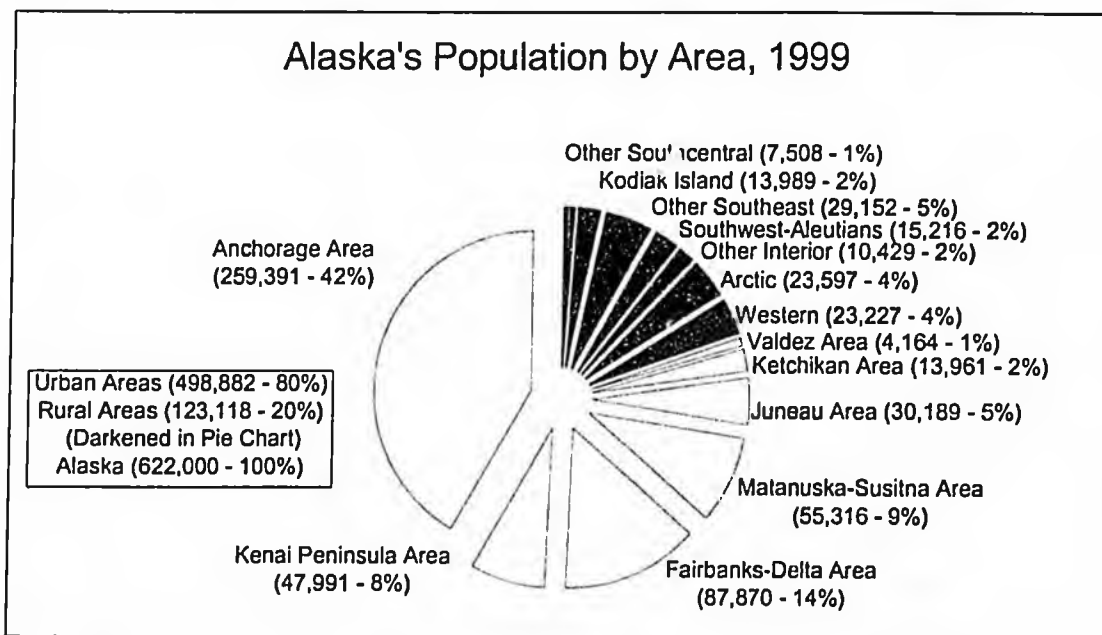 Alaska's Population by Area, 1999
Other Southcentral (7,508 - 1%)
Kodiak Island (13,989 - 2%)
Other Southeast (29,152 - 5%)
Southwest-Aleutians (15,216 - 2%)
Other Interior (10,429 - 2%)
Arctic (23,597 - 4%)
Western (23,227 - 4%)
Valdez Area (4,164 - 1%)
Ketchikan Area (13,961 - 2%)
Juneau Area (30,189 - 5%)
Matanuska-Susitna Area
(55,316 - 9%)
Fairbanks-Delta Area
(87,870 - 14%)
Kenai Peninsula Area
(47,991 - 8%)
Anchorage Area
(259,391 - 42%)
Urban Areas (498,882 - 80%)
Rural Areas (123,118 - 20%)
(Darkened in Pie Chart)
Alaska (622,000 - 100%)